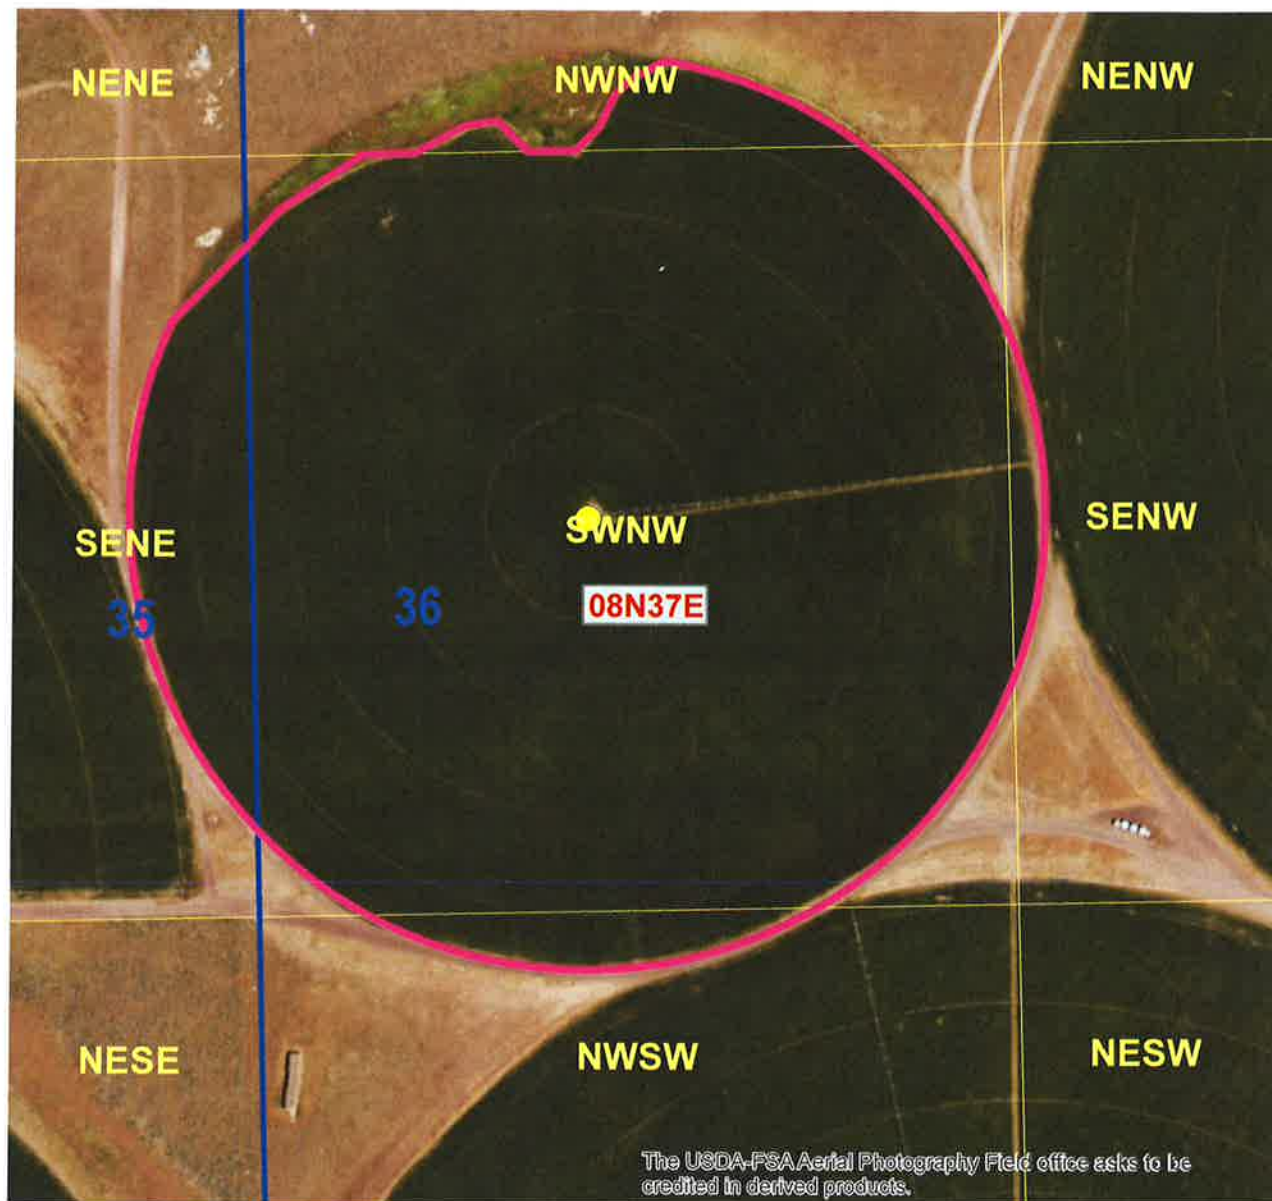 NENE
NWNW
NENW
SENE
SWNW
SENW
35
36
08N37E
NESE
NWSW
NESW
The USDA-FSA Aerial Photography Field office asks to be
credited in derived products.